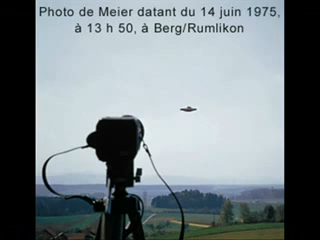 Photo de Meier datant du 14 juin 1975,
à 13 h 50, à Berg/Rumlikon